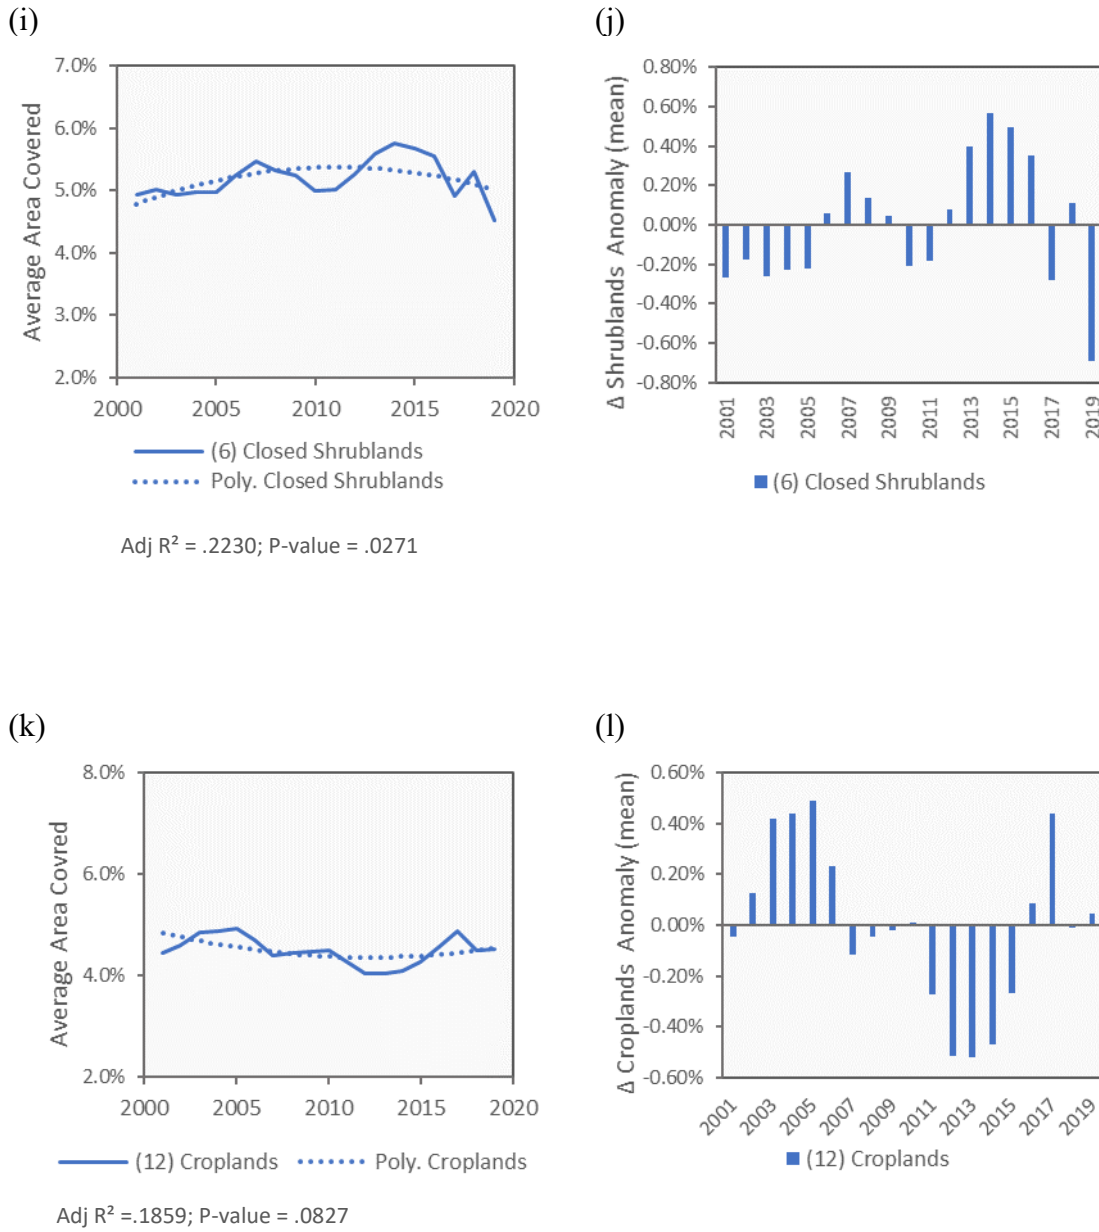 (i)
7.0%
6.0%
5.0%
4.0%
3.0%
2.0%
Average Area Covered
2000 2005 2010 2015 2020
(6) Closed Shrublands
Poly. Closed Shrublands
Adj R² = .2230; P-value = .0271
(j)
0.80%
0.60%
0.40%
0.20%
0.00%
-0.20%
-0.40%
-0.60%
-0.80%
Δ Shrublands Anomaly (mean)
2001 2003 2005 2007 2009 2011 2013 2015 2017 2019
(6) Closed Shrublands
(k)
8.0%
6.0%
4.0%
2.0%
Average Area Covred
2000 2005 2010 2015 2020
(12) Croplands Poly. Croplands
Adj R² =.1859; P-value = .0827
(l)
0.60%
0.40%
0.20%
0.00%
-0.20%
-0.40%
-0.60%
Δ Croplands Anomaly (mean)
2001 2003 2005 2007 2009 2011 2013 2015 2017 2019
(12) Croplands